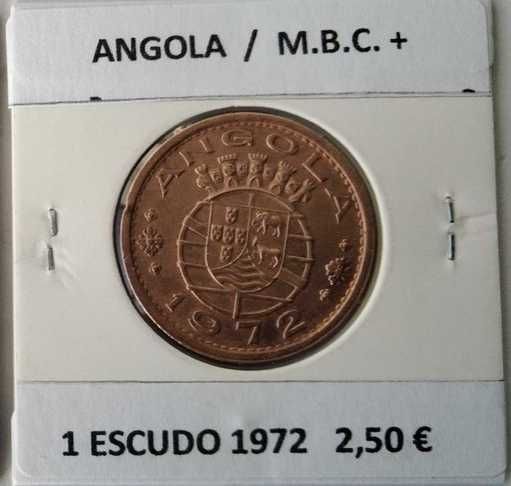 ANGOLA / M.B.C. +
ANGOLA
1972
1 ESCUDO 1972 2,50 €